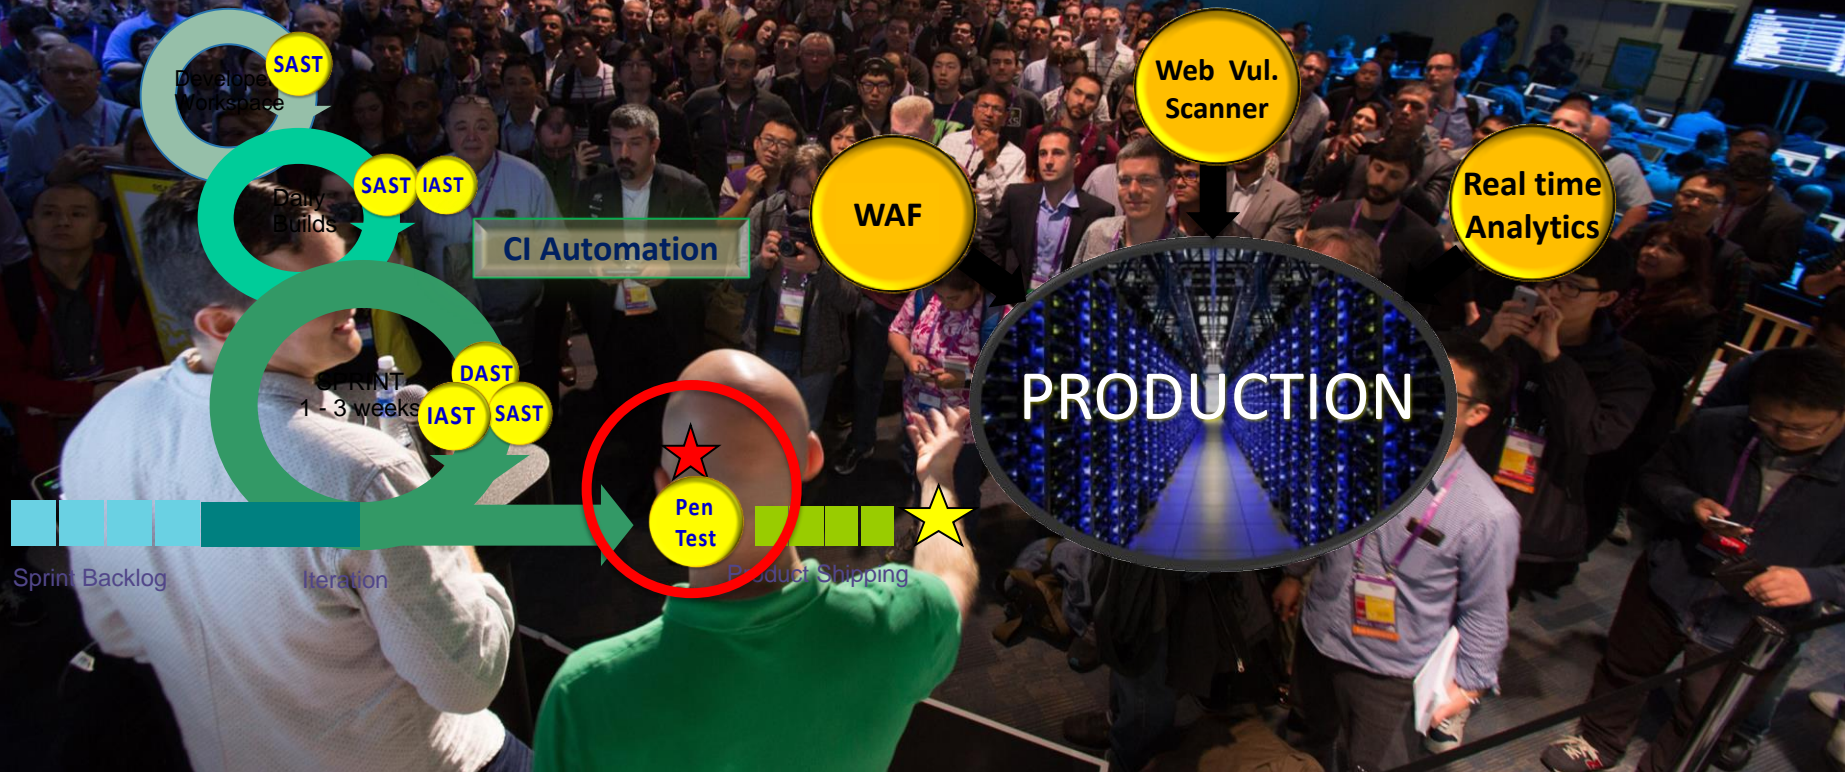 SAST
Developer
Workspace
SAST
IAST
Daily
Builds
CI Automation
WAF
Web Vul.
Scanner
Real time
Analytics
DAST
SPRINT
1 - 3 weeks
IAST
SAST
PRODUCTION
Pen
Test
Sprint Backlog
Iteration
Product Shipping